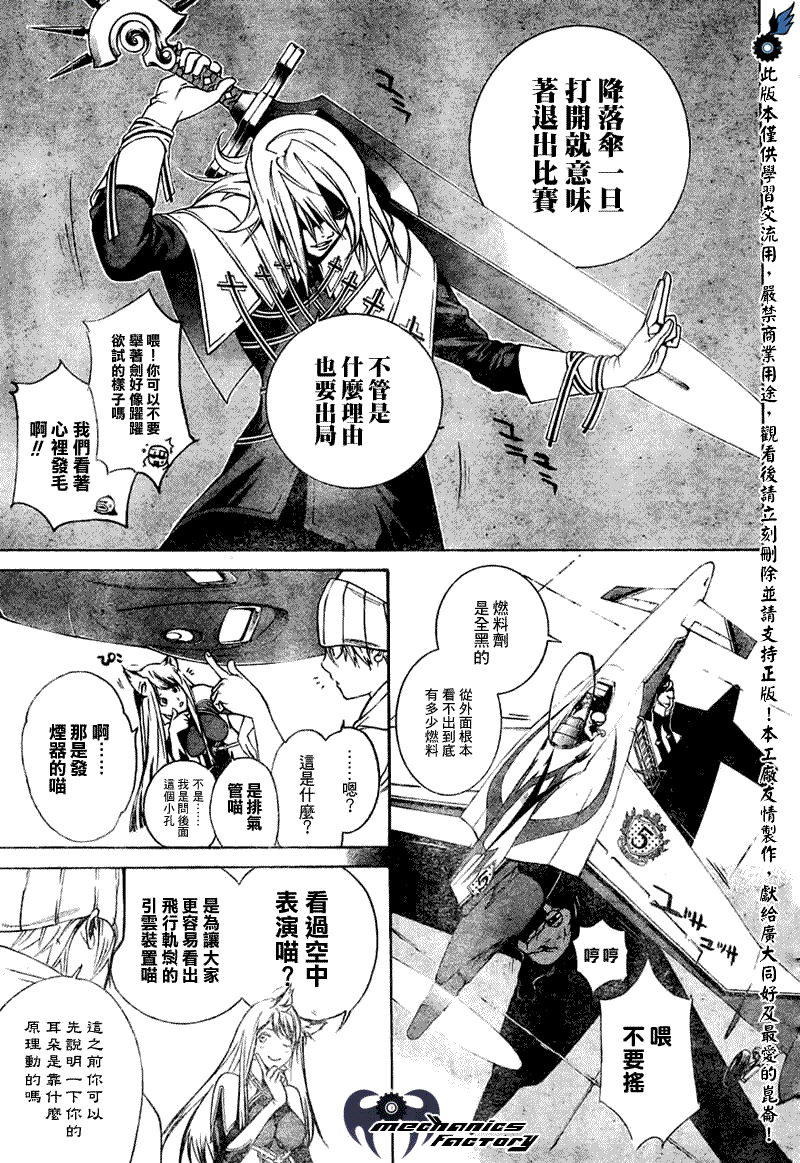 降落傘一旦
打開就意味
著退出比賽
ユラ
ユラ
不管是
什麼理由
也要出局
喂！你可以不要
舉著劍好像躍躍
欲試的樣子嗎
我們看著
心裡發毛
啊!!
燃料劑
是全黑的
從外面根本
看不出到底
有多少燃料
5
5
ユサ
ユサ
哼哼
喂
不要搖
……嗯？
這是什麼？
是排氣
管喵
不是……
我是問後面
這個小孔
啊……
那是發
煙器的喵
看過空中
表演喵？
是為讓大家
更容易看出
飛行軌燉的
引雲裝置喵
這之前你可以
先說明一下你的
耳朵是靠什麼
原理動的嗎
此版本僅供學習交流用，嚴禁商業用途，觀看後請立刻刪除並請支持正版！本工廠友情製作，獻給廣大同好及最愛的崑崙！
mechanics
Factory